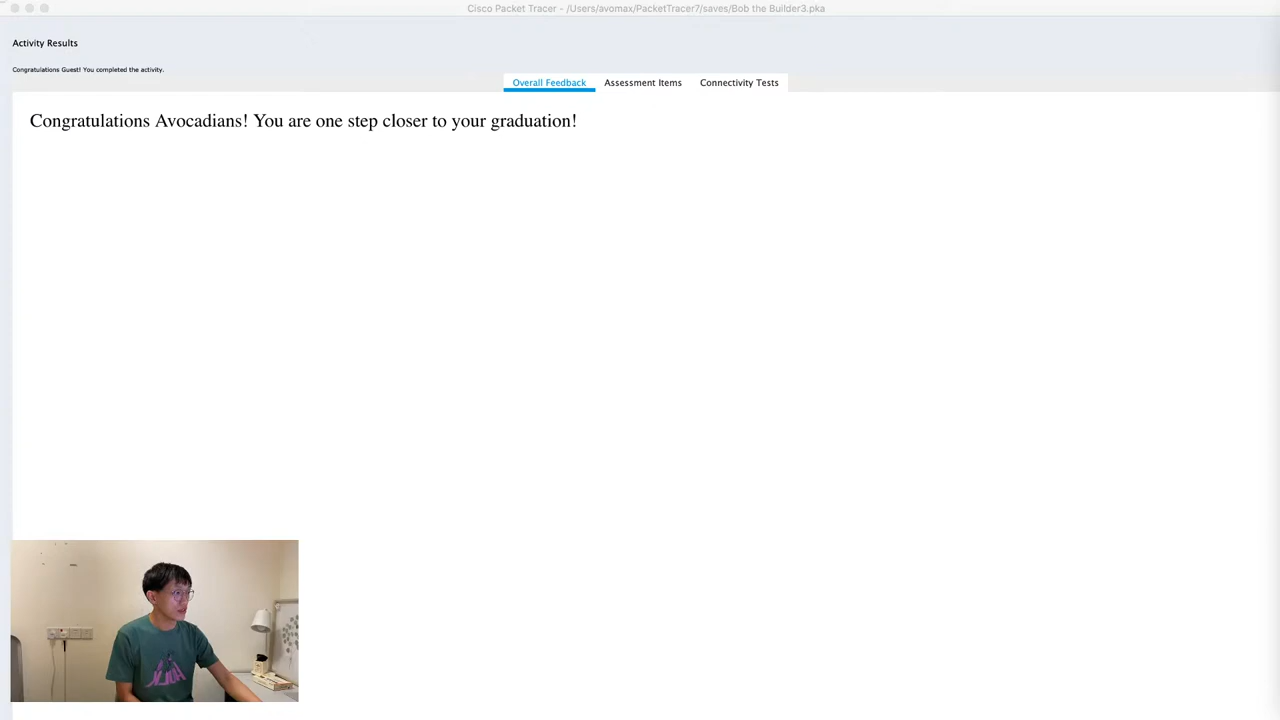 Cisco Packet Tracer - /Users/avomax/PacketTracer7/saves/Bob the Builder3.pka
Activity Results
Congratulations Guest! You completed the activity.
Overall Feedback Assessment Items Connectivity Tests
Congratulations Avocadians! You are one step closer to your graduation!